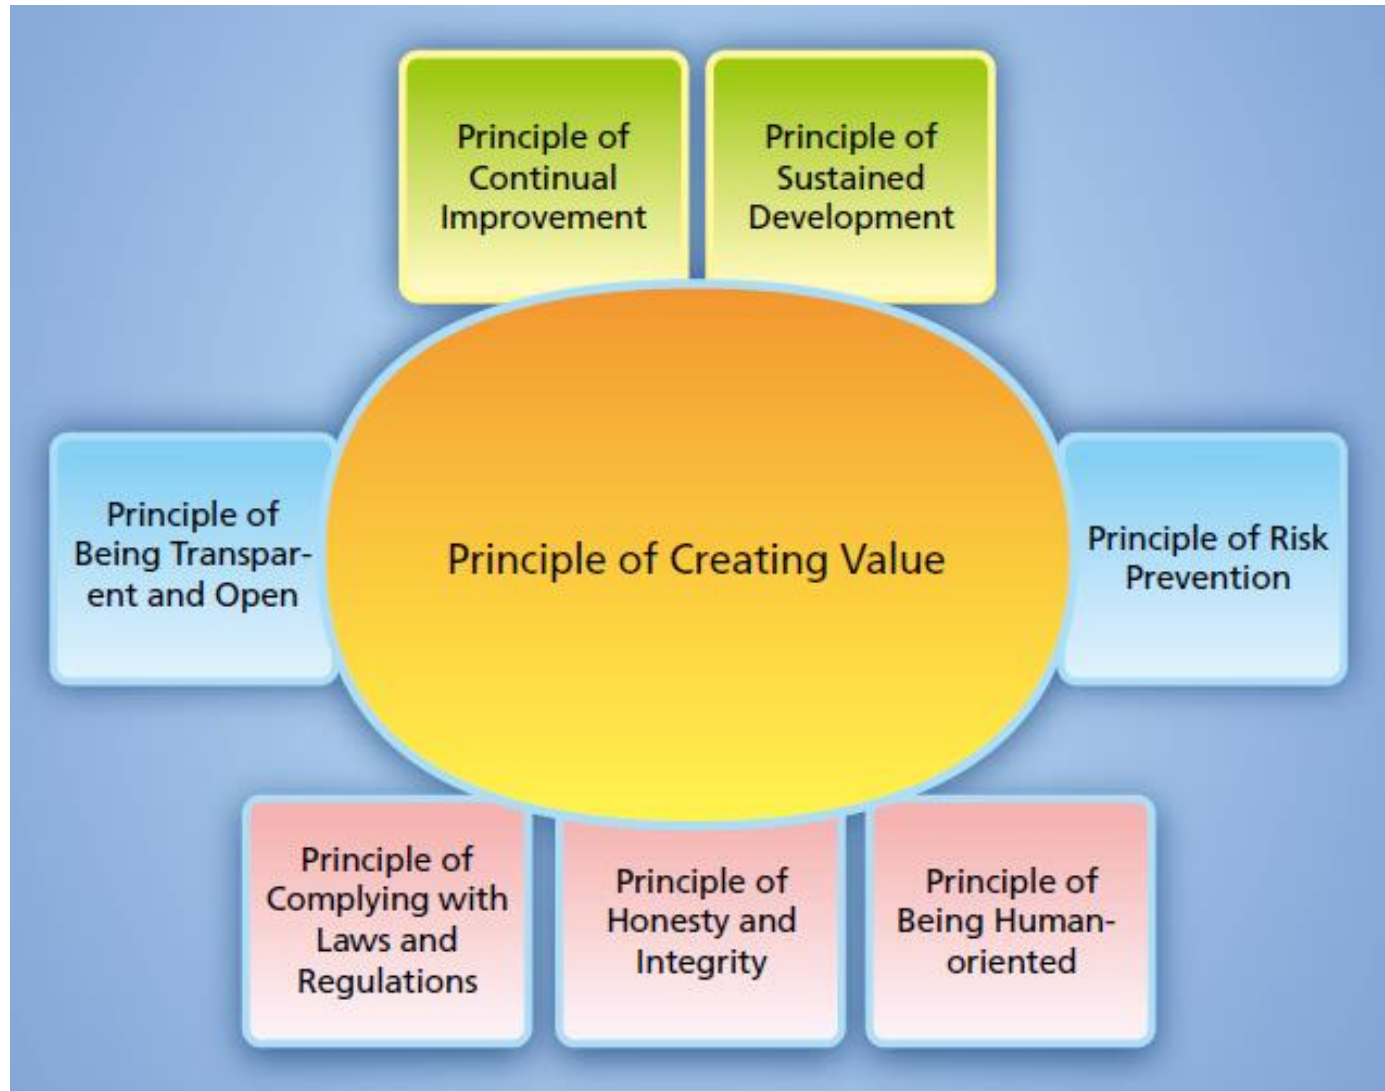 Principle of
Continual
Improvement
Principle of
Sustained
Development
Principle of
Being Transpar-
ent and Open
Principle of Creating Value
Principle of Risk
Prevention
Principle of
Complying with
Laws and
Regulations
Principle of
Honesty and
Integrity
Principle of
Being Human-
oriented